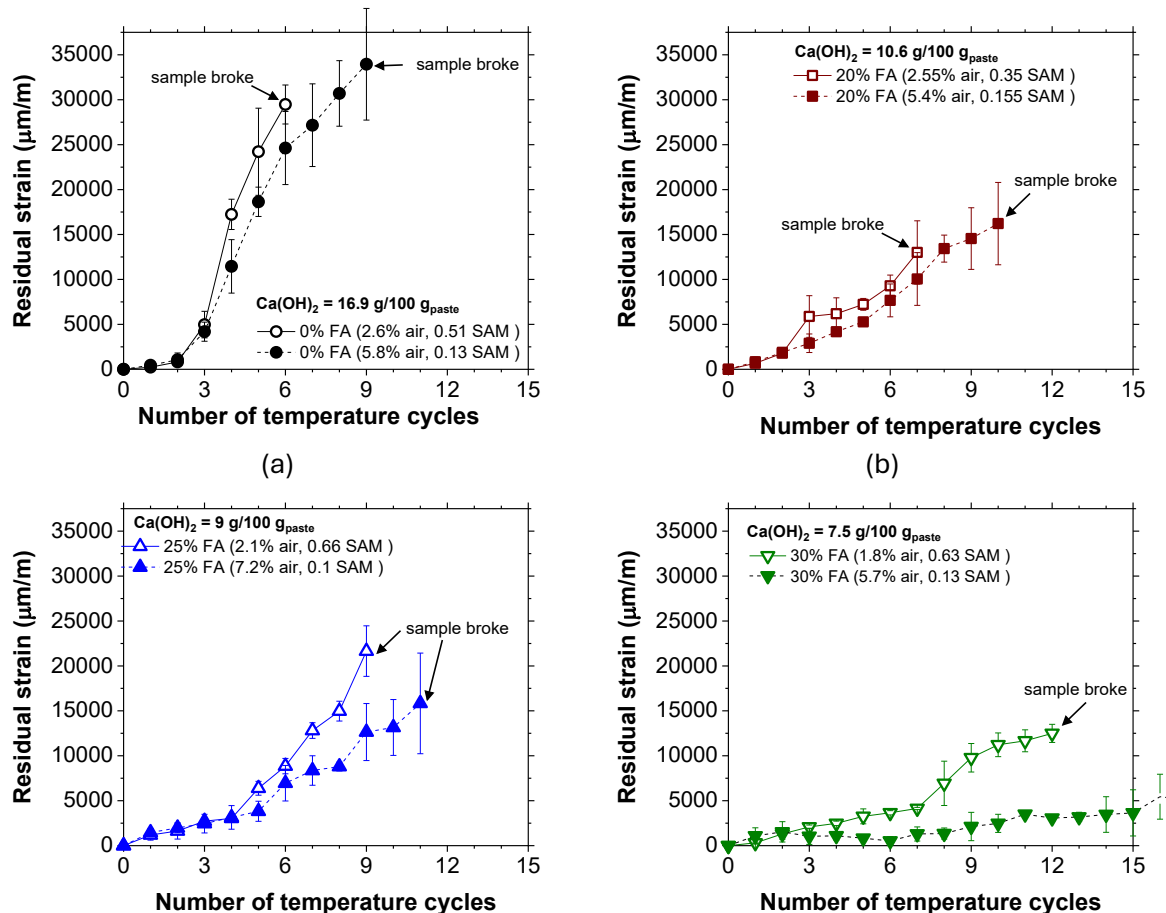 35000
30000
25000
20000
15000
10000
5000
0
Residual strain (μm/m)
sample broke
sample broke
Ca(OH)₂ = 16.9 g/100 g_paste
0% FA (2.6% air, 0.51 SAM )
0% FA (5.8% air, 0.13 SAM )
0 3 6 9 12 15
Number of temperature cycles
(a)
35000
30000
25000
20000
15000
10000
5000
0
Residual strain (μm/m)
Ca(OH)₂ = 10.6 g/100 g_paste
20% FA (2.55% air, 0.35 SAM )
20% FA (5.4% air, 0.155 SAM )
sample broke
sample broke
0 3 6 9 12 15
Number of temperature cycles
(b)
35000
30000
25000
20000
15000
10000
5000
0
Residual strain (μm/m)
Ca(OH)₂ = 9 g/100 g_paste
25% FA (2.1% air, 0.66 SAM )
25% FA (7.2% air, 0.1 SAM )
sample broke
0 3 6 9 12 15
Number of temperature cycles
35000
30000
25000
20000
15000
10000
5000
0
Residual strain (μm/m)
Ca(OH)₂ = 7.5 g/100 g_paste
30% FA (1.8% air, 0.63 SAM )
30% FA (5.7% air, 0.13 SAM )
sample broke
0 3 6 9 12 15
Number of temperature cycles